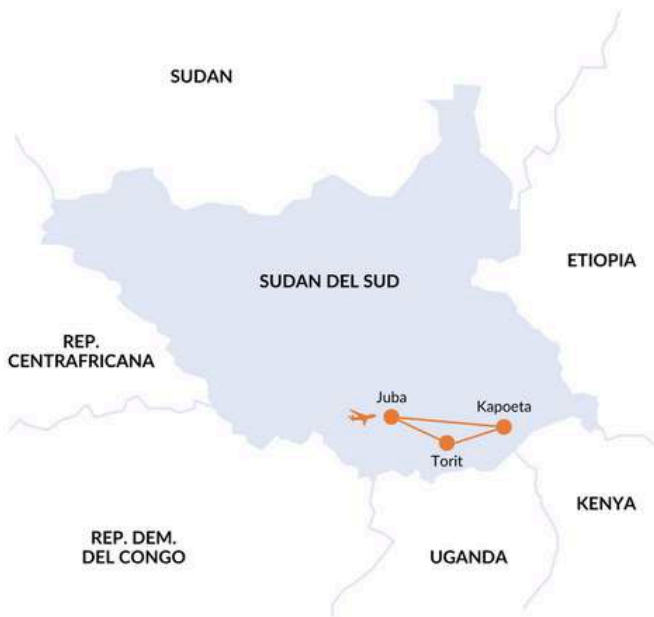 SUDAN
ETIOPIA
SUDAN DEL SUD
REP.
CENTRAFRICANA
Juba
Kapoeta
Torit
KENYA
REP. DEM.
DEL CONGO
UGANDA